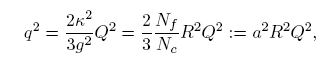 q^2 = \frac{2\kappa^2}{3g^2} Q^2 = \frac{2}{3} \frac{N_f}{N_c} R^2 Q^2 := a^2 R^2 Q^2,